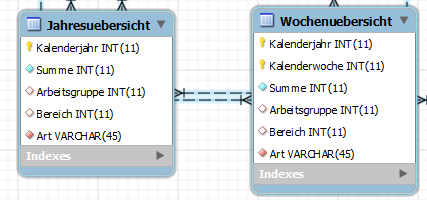 Jahresuebersicht
Kalenderjahr INT(11)
Summe INT(11)
Arbeitsgruppe INT(11)
Bereich INT(11)
Art VARCHAR(45)
Indexes
Wochenuebersicht
Kalenderjahr INT(11)
Kalenderwoche INT(11)
Summe INT(11)
Arbeitsgruppe INT(11)
Bereich INT(11)
Art VARCHAR(45)
Indexes